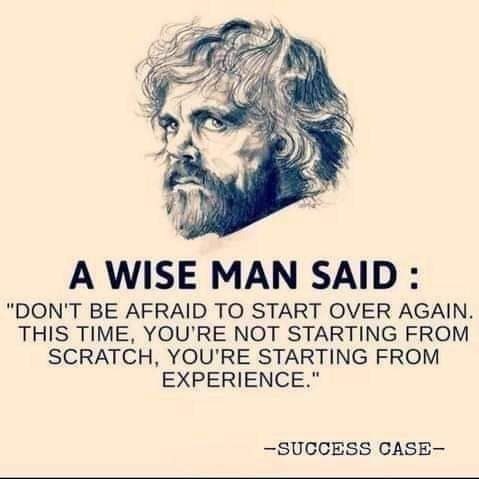 A WISE MAN SAID :
"DON'T BE AFRAID TO START OVER AGAIN.
THIS TIME, YOU'RE NOT STARTING FROM
SCRATCH, YOU'RE STARTING FROM
EXPERIENCE."
–SUCCESS CASE–